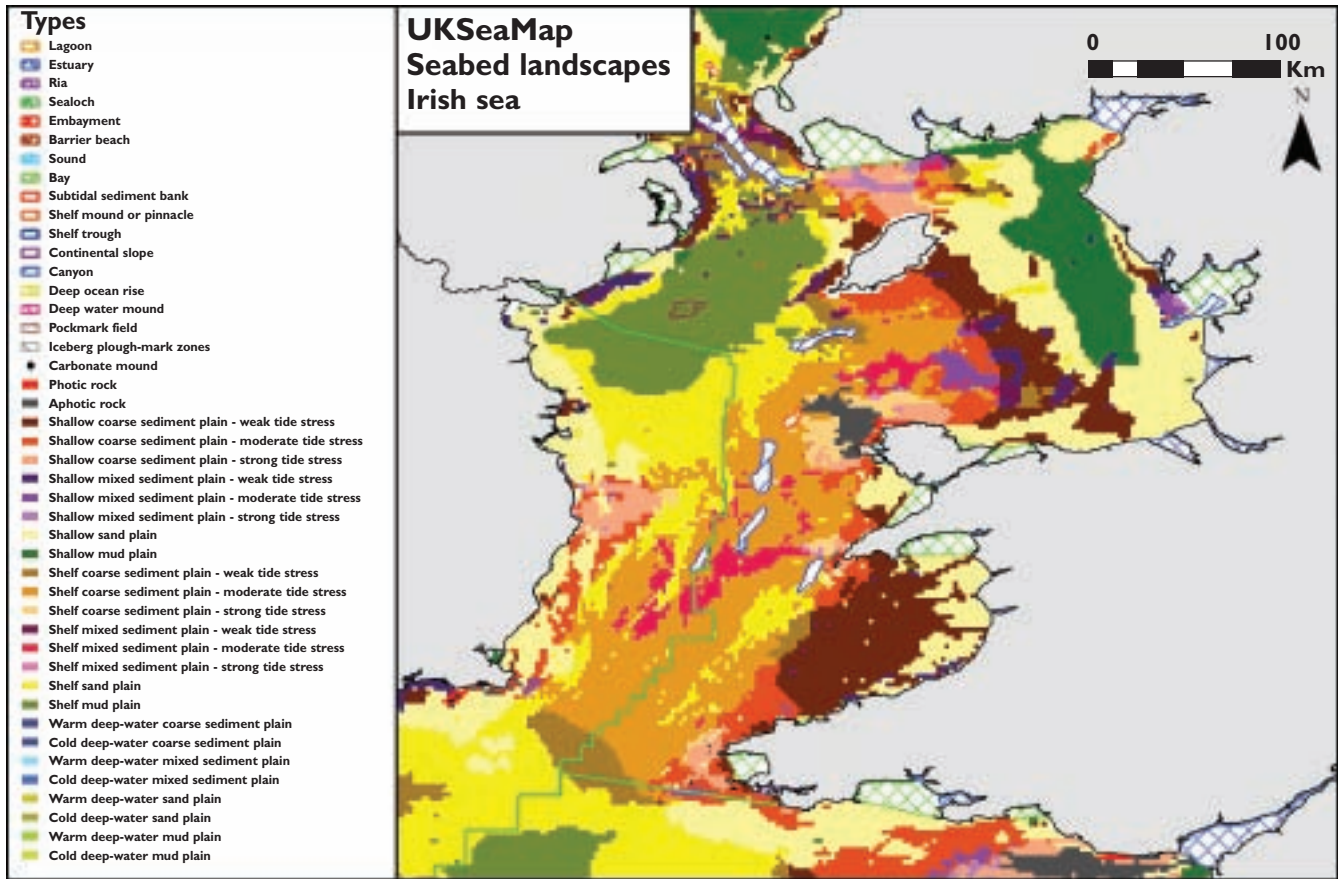 Types
Lagoon
Estuary
Ria
Sealoch
Embayment
Barrier beach
Sound
Bay
Subtidal sediment bank
Shelf mound or pinnacle
Shelf trough
Continental slope
Canyon
Deep ocean rise
Deep water mound
Pockmark field
Iceberg plough-mark zones
Carbonate mound
Photic rock
Aphotic rock
Shallow coarse sediment plain - weak tide stress
Shallow coarse sediment plain - moderate tide stress
Shallow coarse sediment plain - strong tide stress
Shallow mixed sediment plain - weak tide stress
Shallow mixed sediment plain - moderate tide stress
Shallow mixed sediment plain - strong tide stress
Shallow sand plain
Shallow mud plain
Shelf coarse sediment plain - weak tide stress
Shelf coarse sediment plain - moderate tide stress
Shelf coarse sediment plain - strong tide stress
Shelf mixed sediment plain - weak tide stress
Shelf mixed sediment plain - moderate tide stress
Shelf mixed sediment plain - strong tide stress
Shelf sand plain
Shelf mud plain
Warm deep-water coarse sediment plain
Cold deep-water coarse sediment plain
Warm deep-water mixed sediment plain
Cold deep-water mixed sediment plain
Warm deep-water sand plain
Cold deep-water sand plain
Warm deep-water mud plain
Cold deep-water mud plain
UKSeaMap
Seabed landscapes
Irish sea
0 100
Km
N